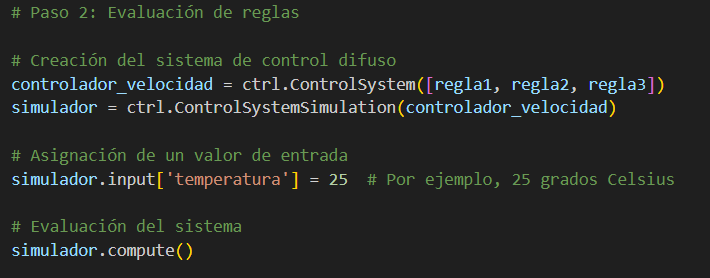 # Paso 2: Evaluación de reglas
# Creación del sistema de control difuso
controlador_velocidad = ctrl.ControlSystem([regla1, regla2, regla3])
simulador = ctrl.ControlSystemSimulation(controlador_velocidad)
# Asignación de un valor de entrada
simulador.input['temperatura'] = 25  # Por ejemplo, 25 grados Celsius
# Evaluación del sistema
simulador.compute()